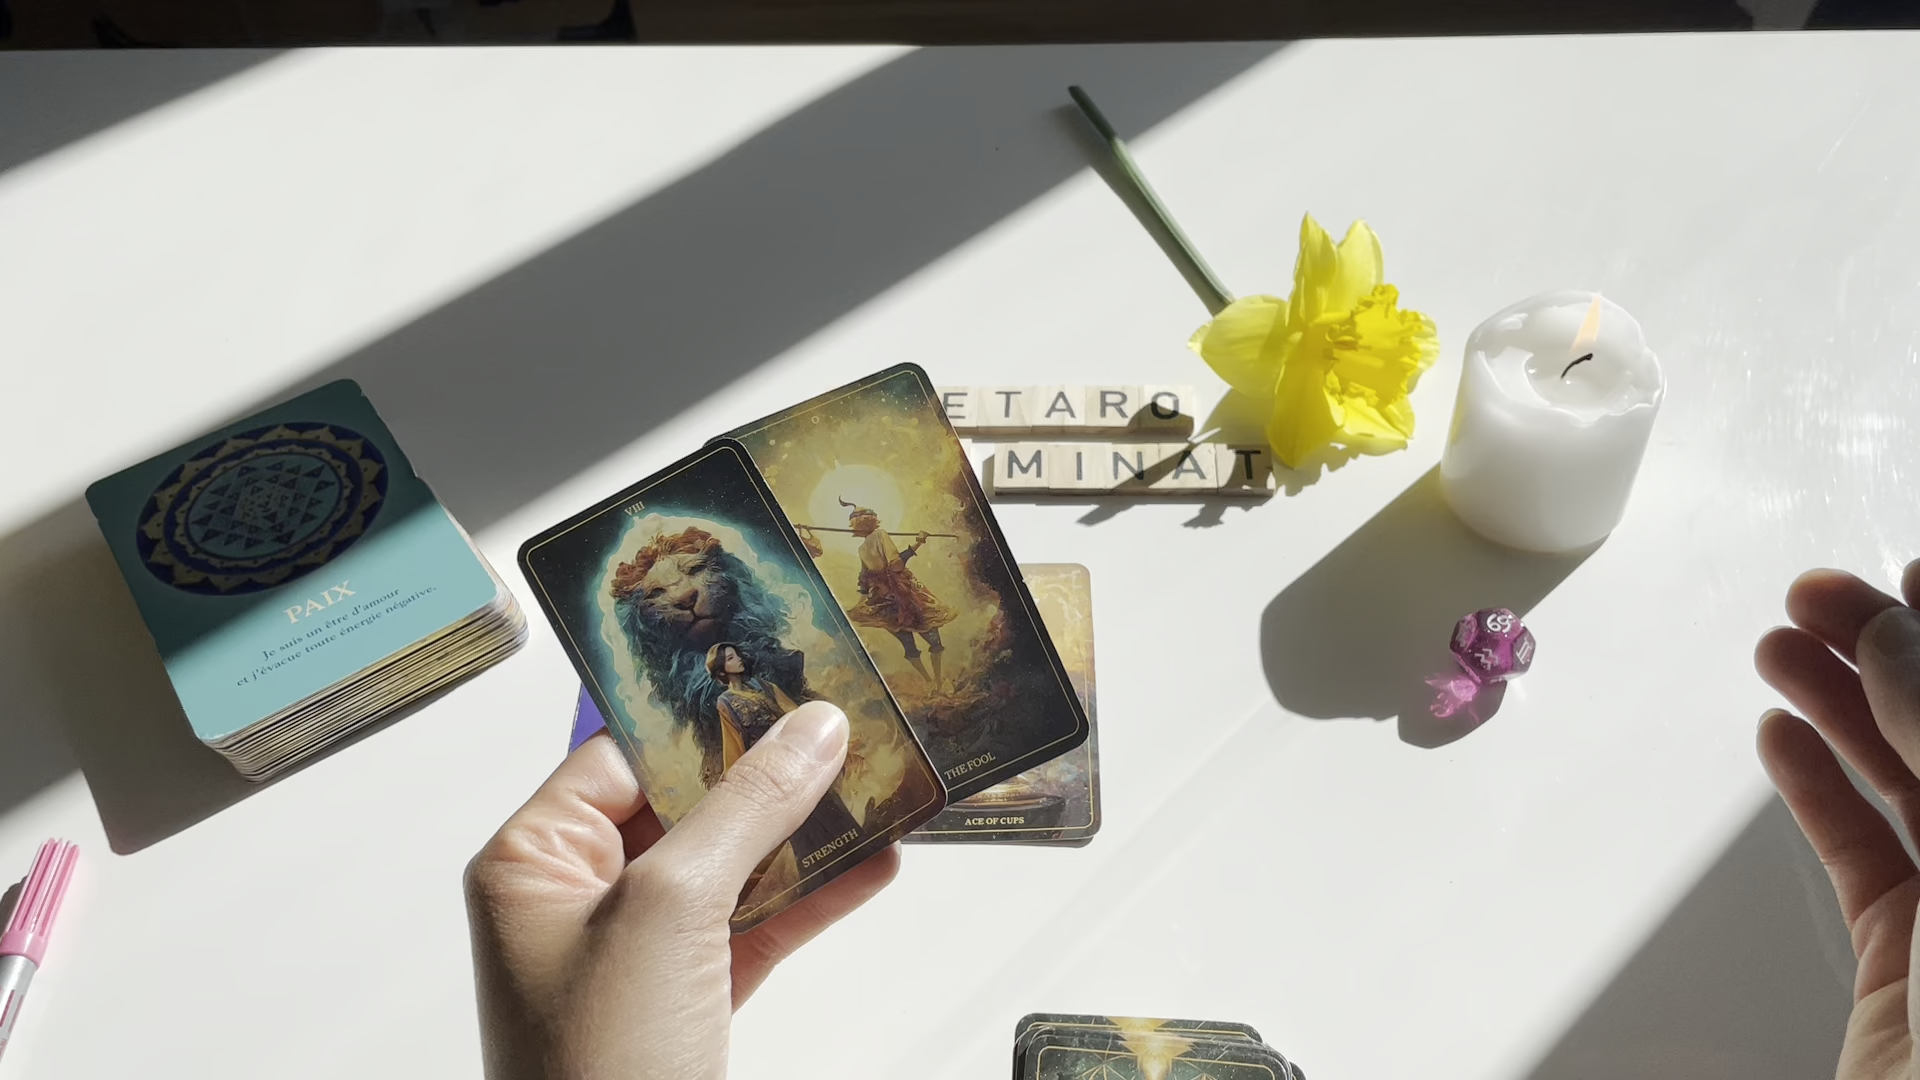 ETARO
MINAT
VIII
STRENGTH
THE FOOL
ACE OF CUPS
PAIX
Je suis un être d'amour
et j'évacue toute énergie négative.
69